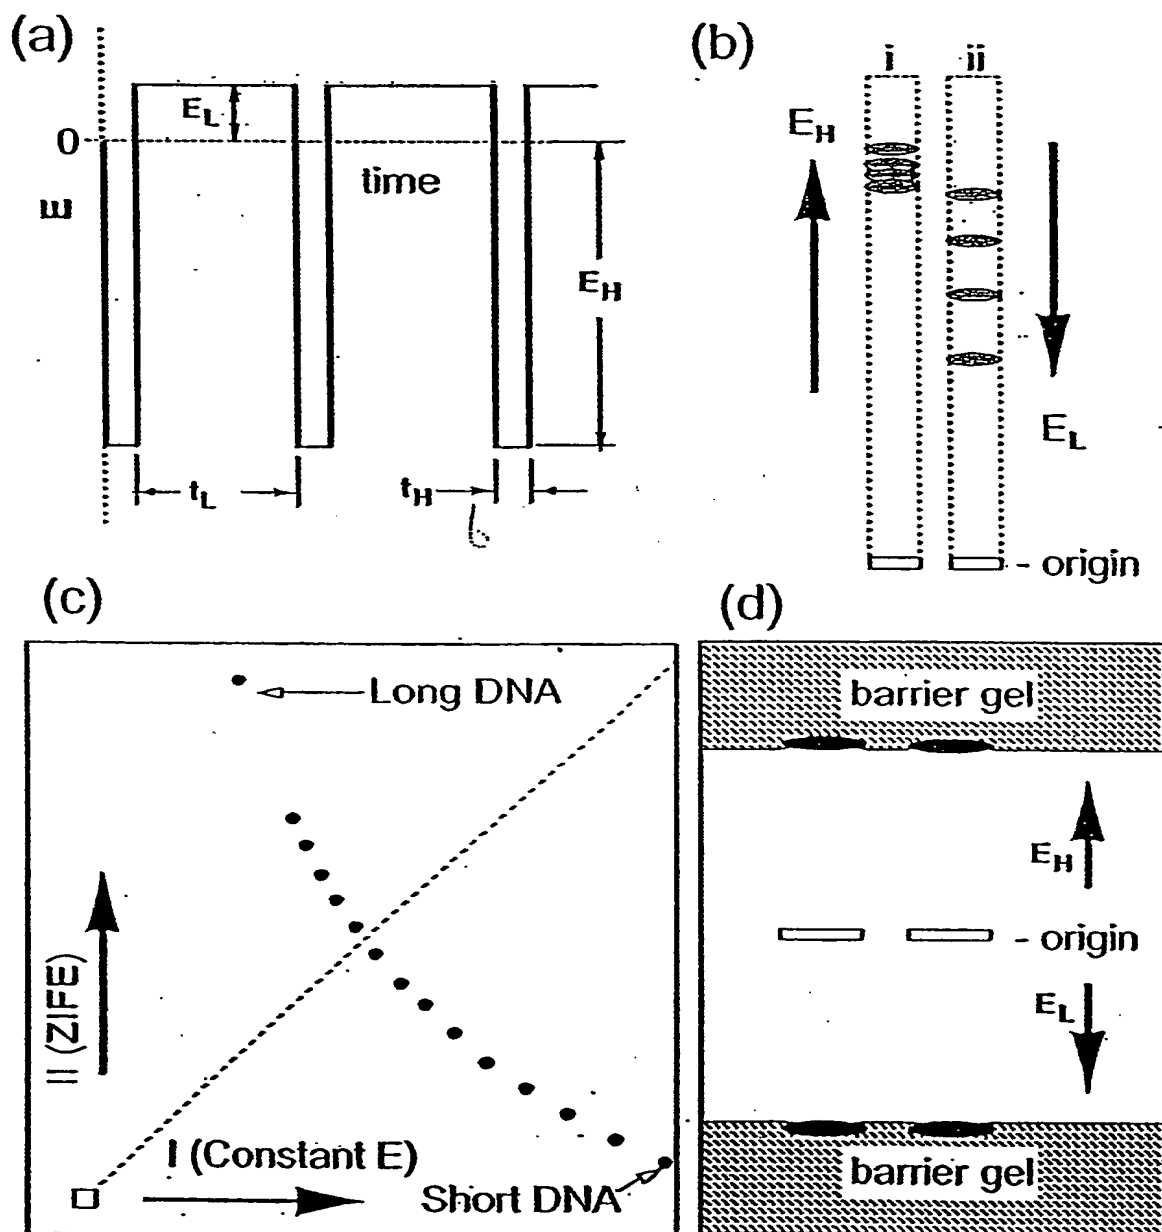 (a)
E_L
0
time
E
E_H
t_L
t_H
6
(b)
i
ii
E_H
E_L
- origin
(c)
Long DNA
II (ZIFE)
I (Constant E)
Short DNA
(d)
barrier gel
E_H
- origin
E_L
barrier gel